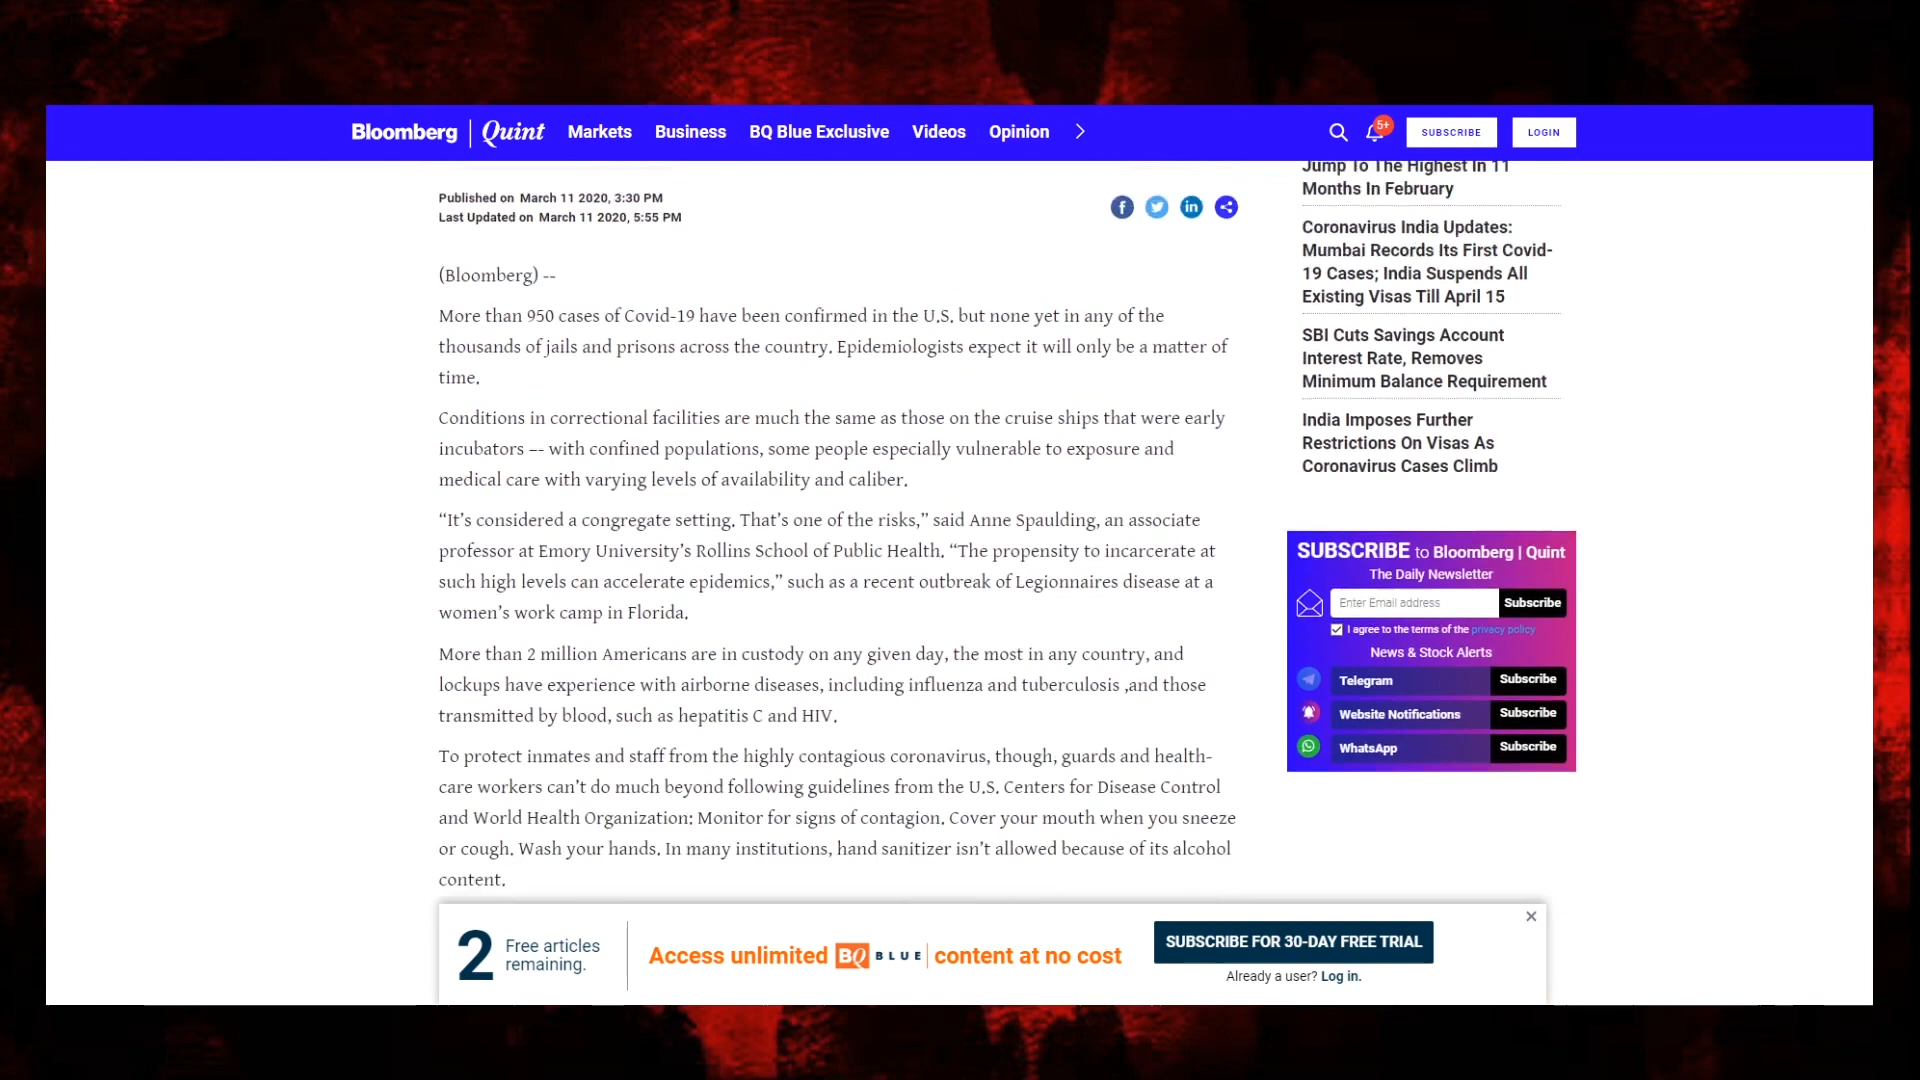 Bloomberg | Quint Markets Business BQ Blue Exclusive Videos Opinion
5+
SUBSCRIBE
LOGIN
Published on March 11 2020, 3:30 PM
Last Updated on March 11 2020, 5:55 PM
(Bloomberg) --
More than 950 cases of Covid-19 have been confirmed in the U.S. but none yet in any of the
thousands of jails and prisons across the country. Epidemiologists expect it will only be a matter of
time.
Conditions in correctional facilities are much the same as those on the cruise ships that were early
incubators –- with confined populations, some people especially vulnerable to exposure and
medical care with varying levels of availability and caliber.
“It’s considered a congregate setting. That’s one of the risks,” said Anne Spaulding, an associate
professor at Emory University’s Rollins School of Public Health. “The propensity to incarcerate at
such high levels can accelerate epidemics,” such as a recent outbreak of Legionnaires disease at a
women’s work camp in Florida.
More than 2 million Americans are in custody on any given day, the most in any country, and
lockups have experience with airborne diseases, including influenza and tuberculosis ,and those
transmitted by blood, such as hepatitis C and HIV.
To protect inmates and staff from the highly contagious coronavirus, though, guards and health-
care workers can’t do much beyond following guidelines from the U.S. Centers for Disease Control
and World Health Organization: Monitor for signs of contagion. Cover your mouth when you sneeze
or cough. Wash your hands. In many institutions, hand sanitizer isn’t allowed because of its alcohol
content.
Jump To The Highest In 11
Months In February
Coronavirus India Updates:
Mumbai Records Its First Covid-
19 Cases; India Suspends All
Existing Visas Till April 15
SBI Cuts Savings Account
Interest Rate, Removes
Minimum Balance Requirement
India Imposes Further
Restrictions On Visas As
Coronavirus Cases Climb
SUBSCRIBE to Bloomberg | Quint
The Daily Newsletter
Enter Email address Subscribe
I agree to the terms of the privacy policy
News & Stock Alerts
Telegram Subscribe
Website Notifications Subscribe
WhatsApp Subscribe
2 Free articles
remaining.
Access unlimited BQ BLUE content at no cost
SUBSCRIBE FOR 30-DAY FREE TRIAL
Already a user? Log in.